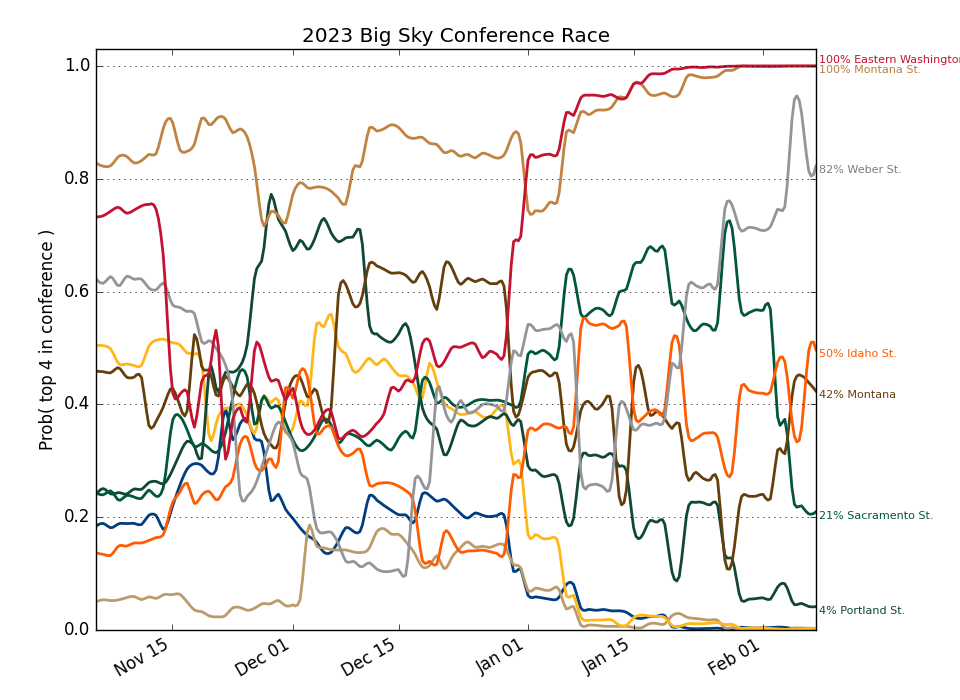 2023 Big Sky Conference Race
Prob( top 4 in conference )
1.0
0.8
0.6
0.4
0.2
0.0
Nov 15
Dec 01
Dec 15
Jan 01
Jan 15
Feb 01
100% Eastern Washington
100% Montana St.
82% Weber St.
50% Idaho St.
42% Montana
21% Sacramento St.
4% Portland St.